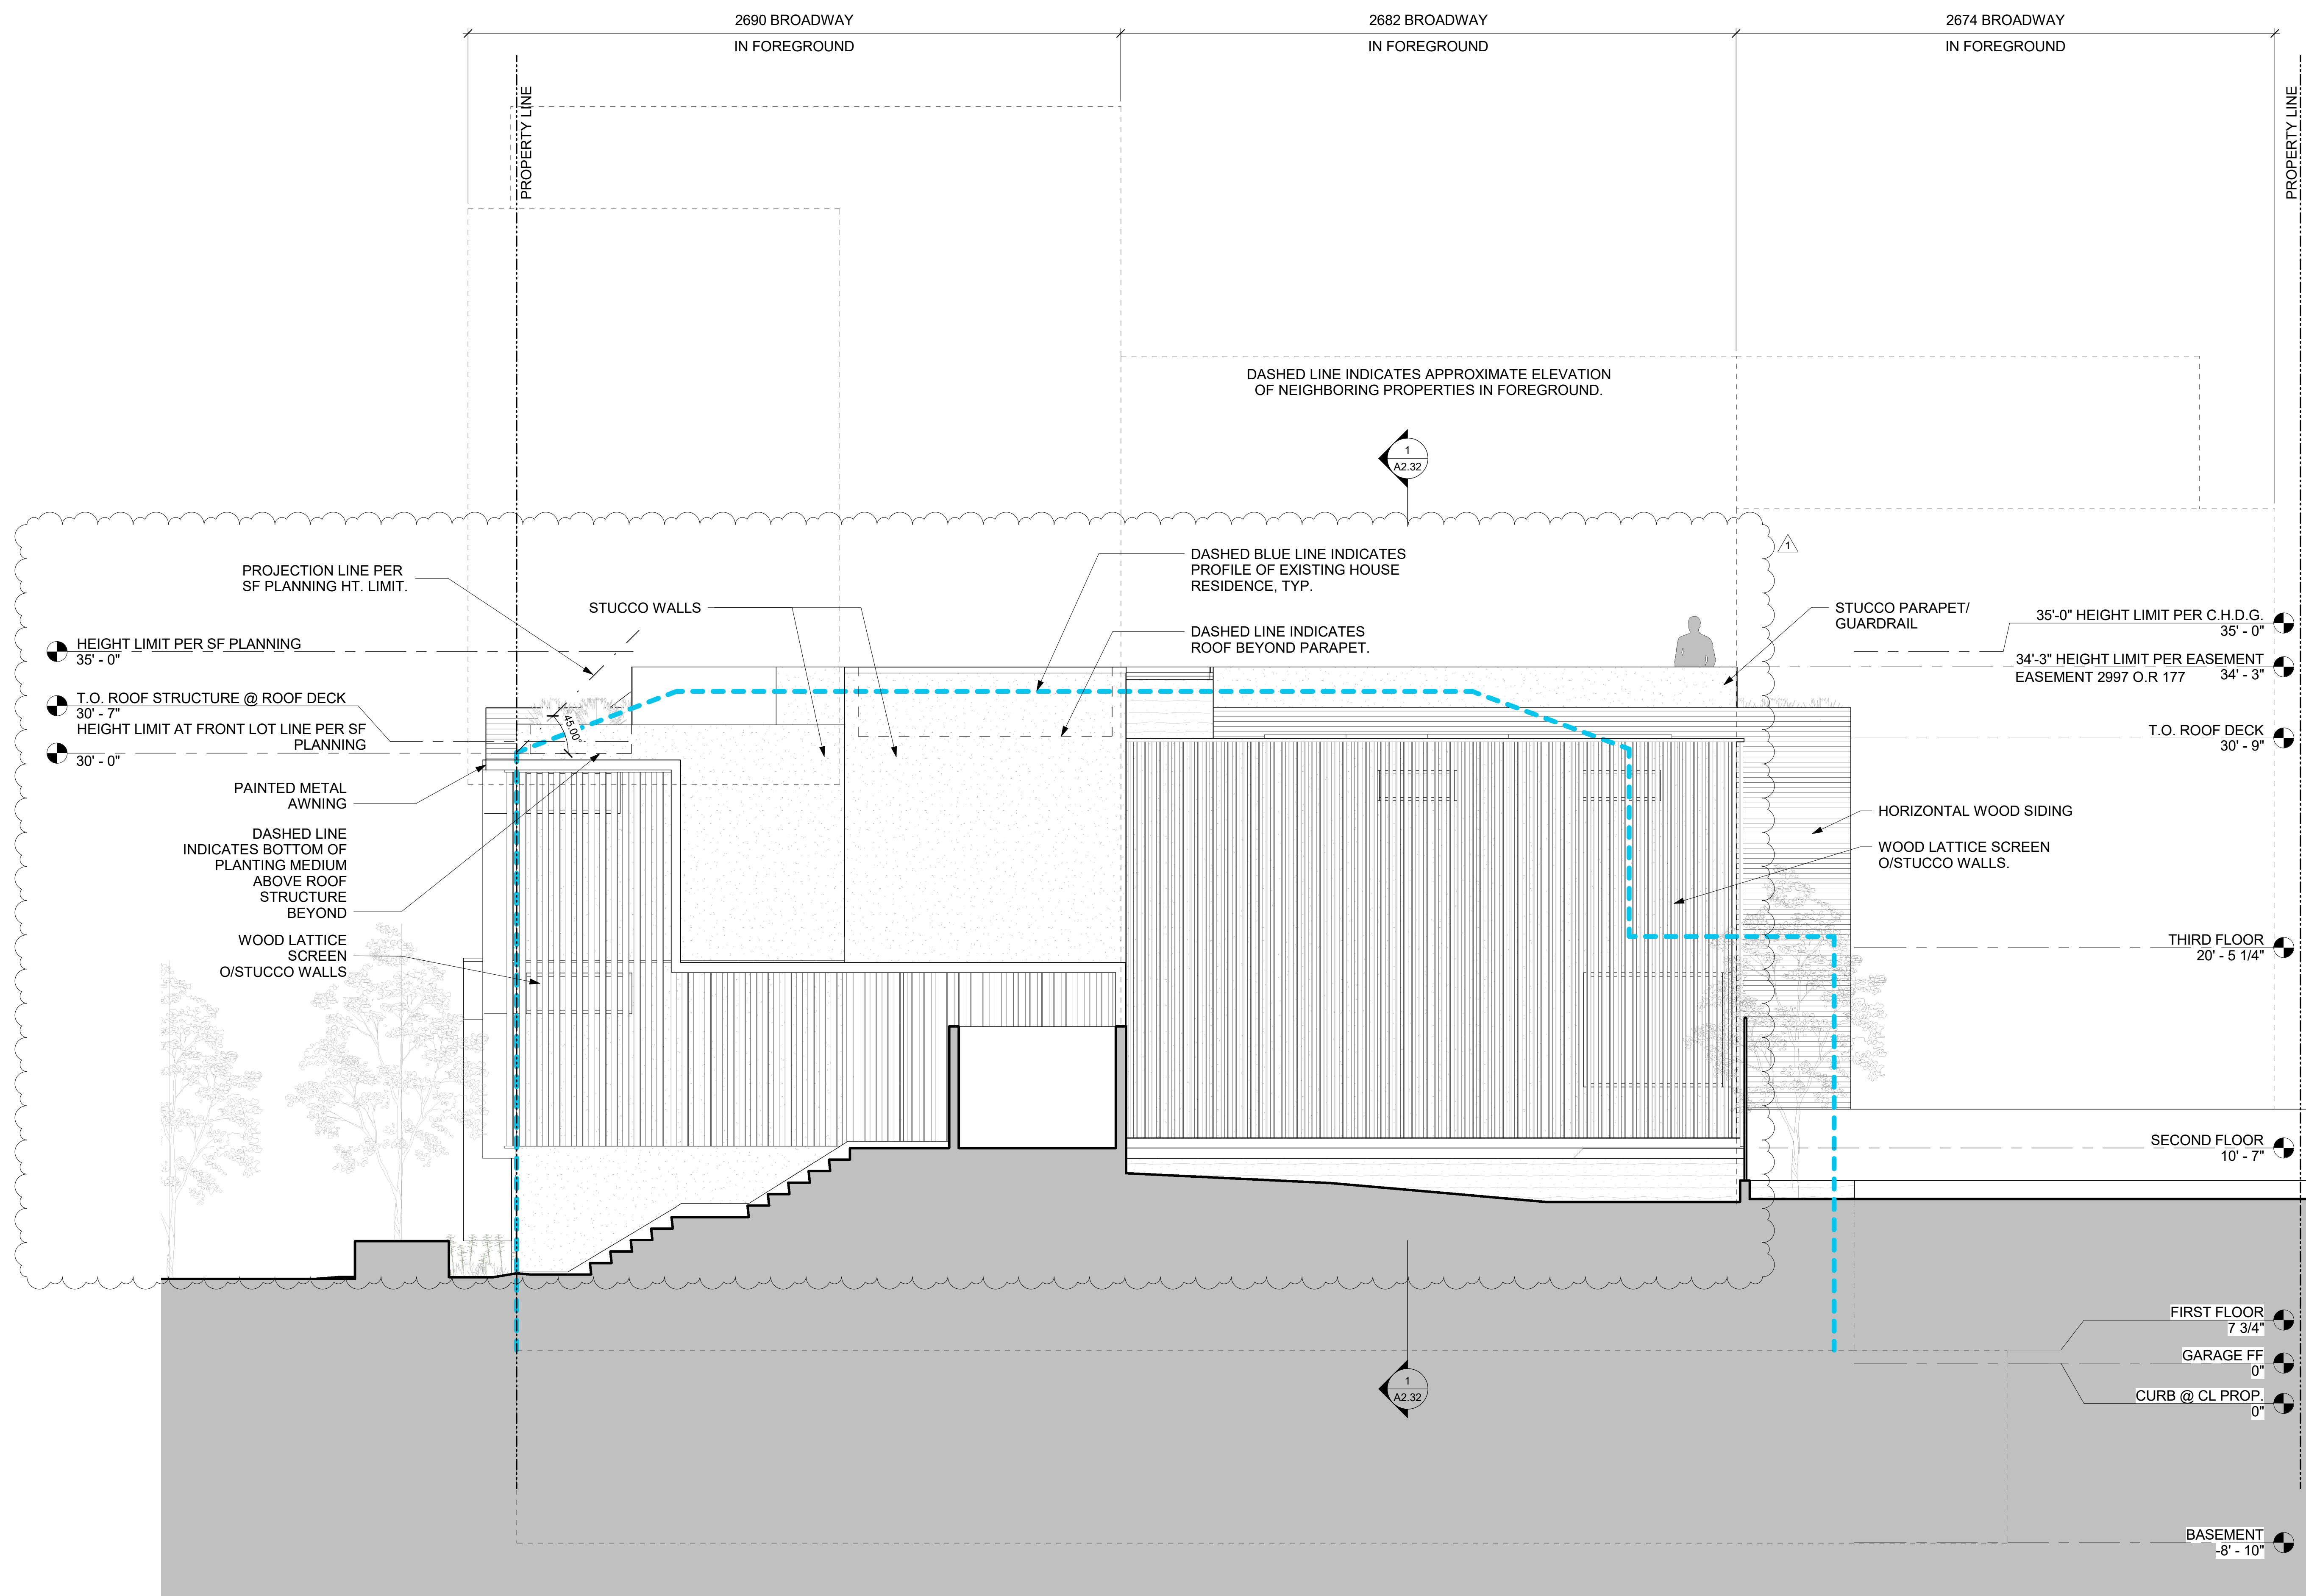 2690 BROADWAY
IN FOREGROUND
2682 BROADWAY
IN FOREGROUND
2674 BROADWAY
IN FOREGROUND
PROPERTY LINE
PROPERTY LINE
DASHED LINE INDICATES APPROXIMATE ELEVATION
OF NEIGHBORING PROPERTIES IN FOREGROUND.
1
A2.32
1
PROJECTION LINE PER
SF PLANNING HT. LIMIT.
STUCCO WALLS
DASHED BLUE LINE INDICATES
PROFILE OF EXISTING HOUSE
RESIDENCE, TYP.
DASHED LINE INDICATES
ROOF BEYOND PARAPET.
STUCCO PARAPET/
GUARDRAIL
HEIGHT LIMIT PER SF PLANNING
35' - 0"
T.O. ROOF STRUCTURE @ ROOF DECK
30' - 7"
HEIGHT LIMIT AT FRONT LOT LINE PER SF
PLANNING
30' - 0"
45.00°
PAINTED METAL
AWNING
DASHED LINE
INDICATES BOTTOM OF
PLANTING MEDIUM
ABOVE ROOF
STRUCTURE
BEYOND
WOOD LATTICE
SCREEN
O/STUCCO WALLS
35'-0" HEIGHT LIMIT PER C.H.D.G.
35' - 0"
34'-3" HEIGHT LIMIT PER EASEMENT
EASEMENT 2997 O.R 177 34' - 3"
T.O. ROOF DECK
30' - 9"
HORIZONTAL WOOD SIDING
WOOD LATTICE SCREEN
O/STUCCO WALLS.
THIRD FLOOR
20' - 5 1/4"
SECOND FLOOR
10' - 7"
FIRST FLOOR
7 3/4"
GARAGE FF
0"
CURB @ CL PROP.
0"
1
A2.32
BASEMENT
-8' - 10"